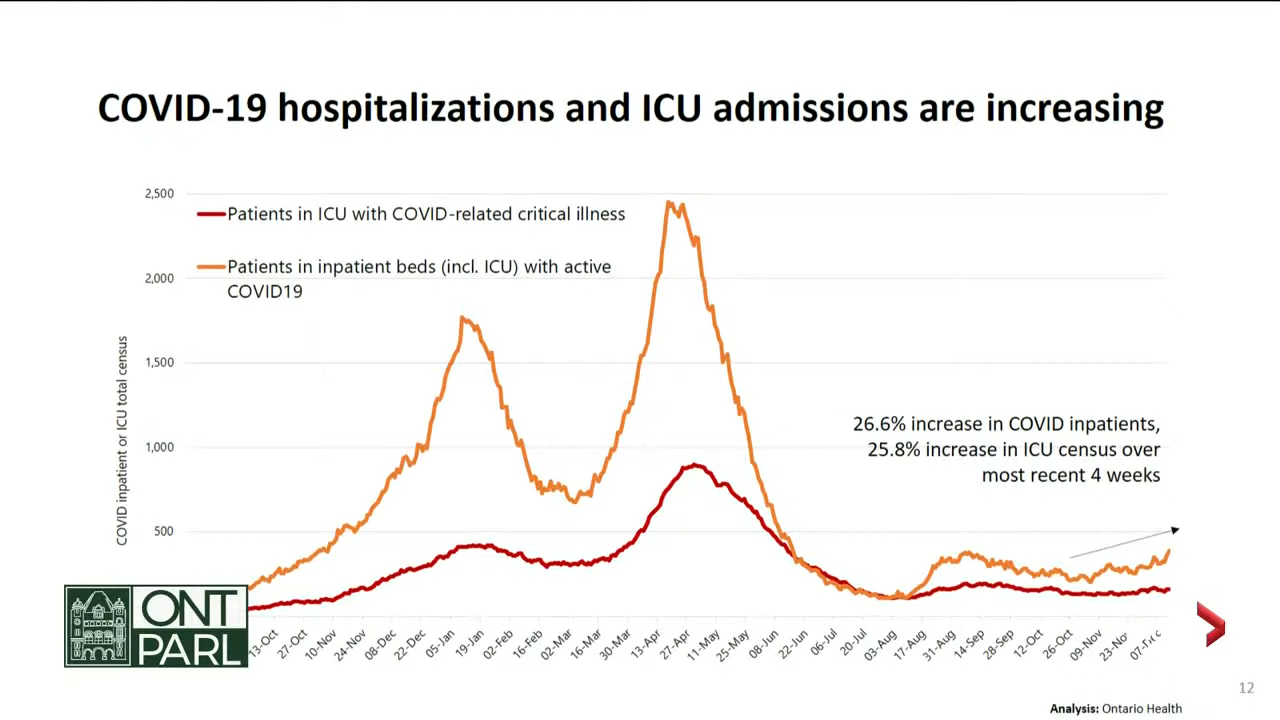 COVID-19 hospitalizations and ICU admissions are increasing
2,500
2,000
1,500
1,000
500
COVID inpatient or ICU total census
Patients in ICU with COVID-related critical illness
Patients in inpatient beds (incl. ICU) with active
COVID19
26.6% increase in COVID inpatients,
25.8% increase in ICU census over
most recent 4 weeks
13-Oct
27-Oct
10-Nov
24-Nov
08-Dec
22-Dec
05-Jan
19-Jan
02-Feb
16-Feb
02-Mar
16-Mar
30-Mar
13-Apr
27-Apr
11-May
25-May
08-Jun
22-Jun
06-Jul
20-Jul
03-Aug
17-Aug
31-Aug
14-Sep
28-Sep
12-Oct
26-Oct
09-Nov
ONT
PARL
12
Analysis: Ontario Health